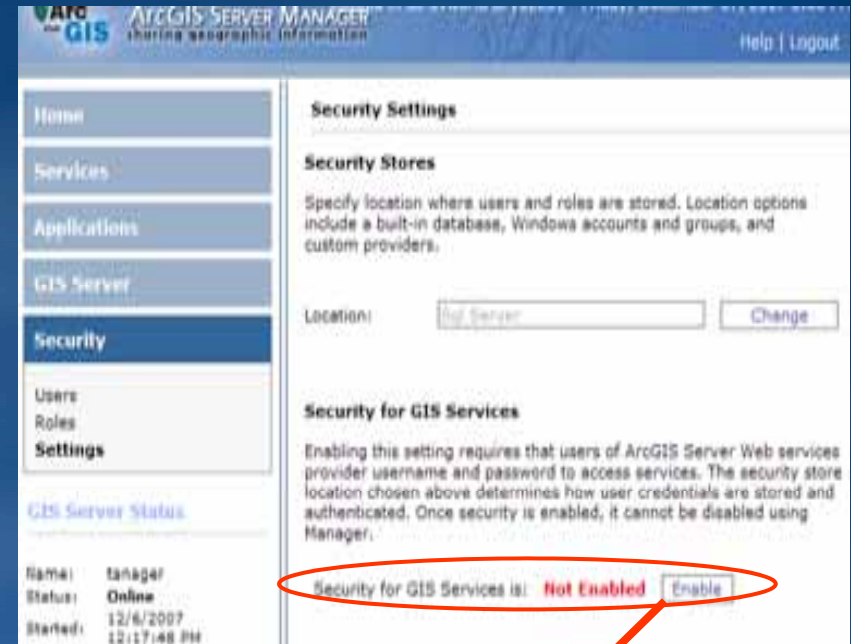 Arc
GIS
ARCGIS SERVER MANAGER
sharing geographic information
Help | Logout
Home
Services
Applications
GIS Server
Security
Users
Roles
Settings
GIS Server Status
Name: tanager
Status: Online
Started: 12/6/2007
12:17:48 PM
Security Settings
Security Stores
Specify location where users and roles are stored. Location options
include a built-in database, Windows accounts and groups, and
custom providers.
Location: Sql Server Change
Security for GIS Services
Enabling this setting requires that users of ArcGIS Server Web services
provider username and password to access services. The security store
location chosen above determines how user credentials are stored and
authenticated. Once security is enabled, it cannot be disabled using
Manager.
Security for GIS Services is: Not Enabled Enable